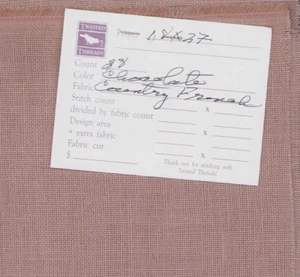 TWISTED
THREADS
18x27
Count 28
Color Chocolate
Fabric Country French
Stitch count x
divided by fabric count
Design area x
+ extra fabric
Fabric cut x
$
Thank you for stitching with
Twisted Threads!